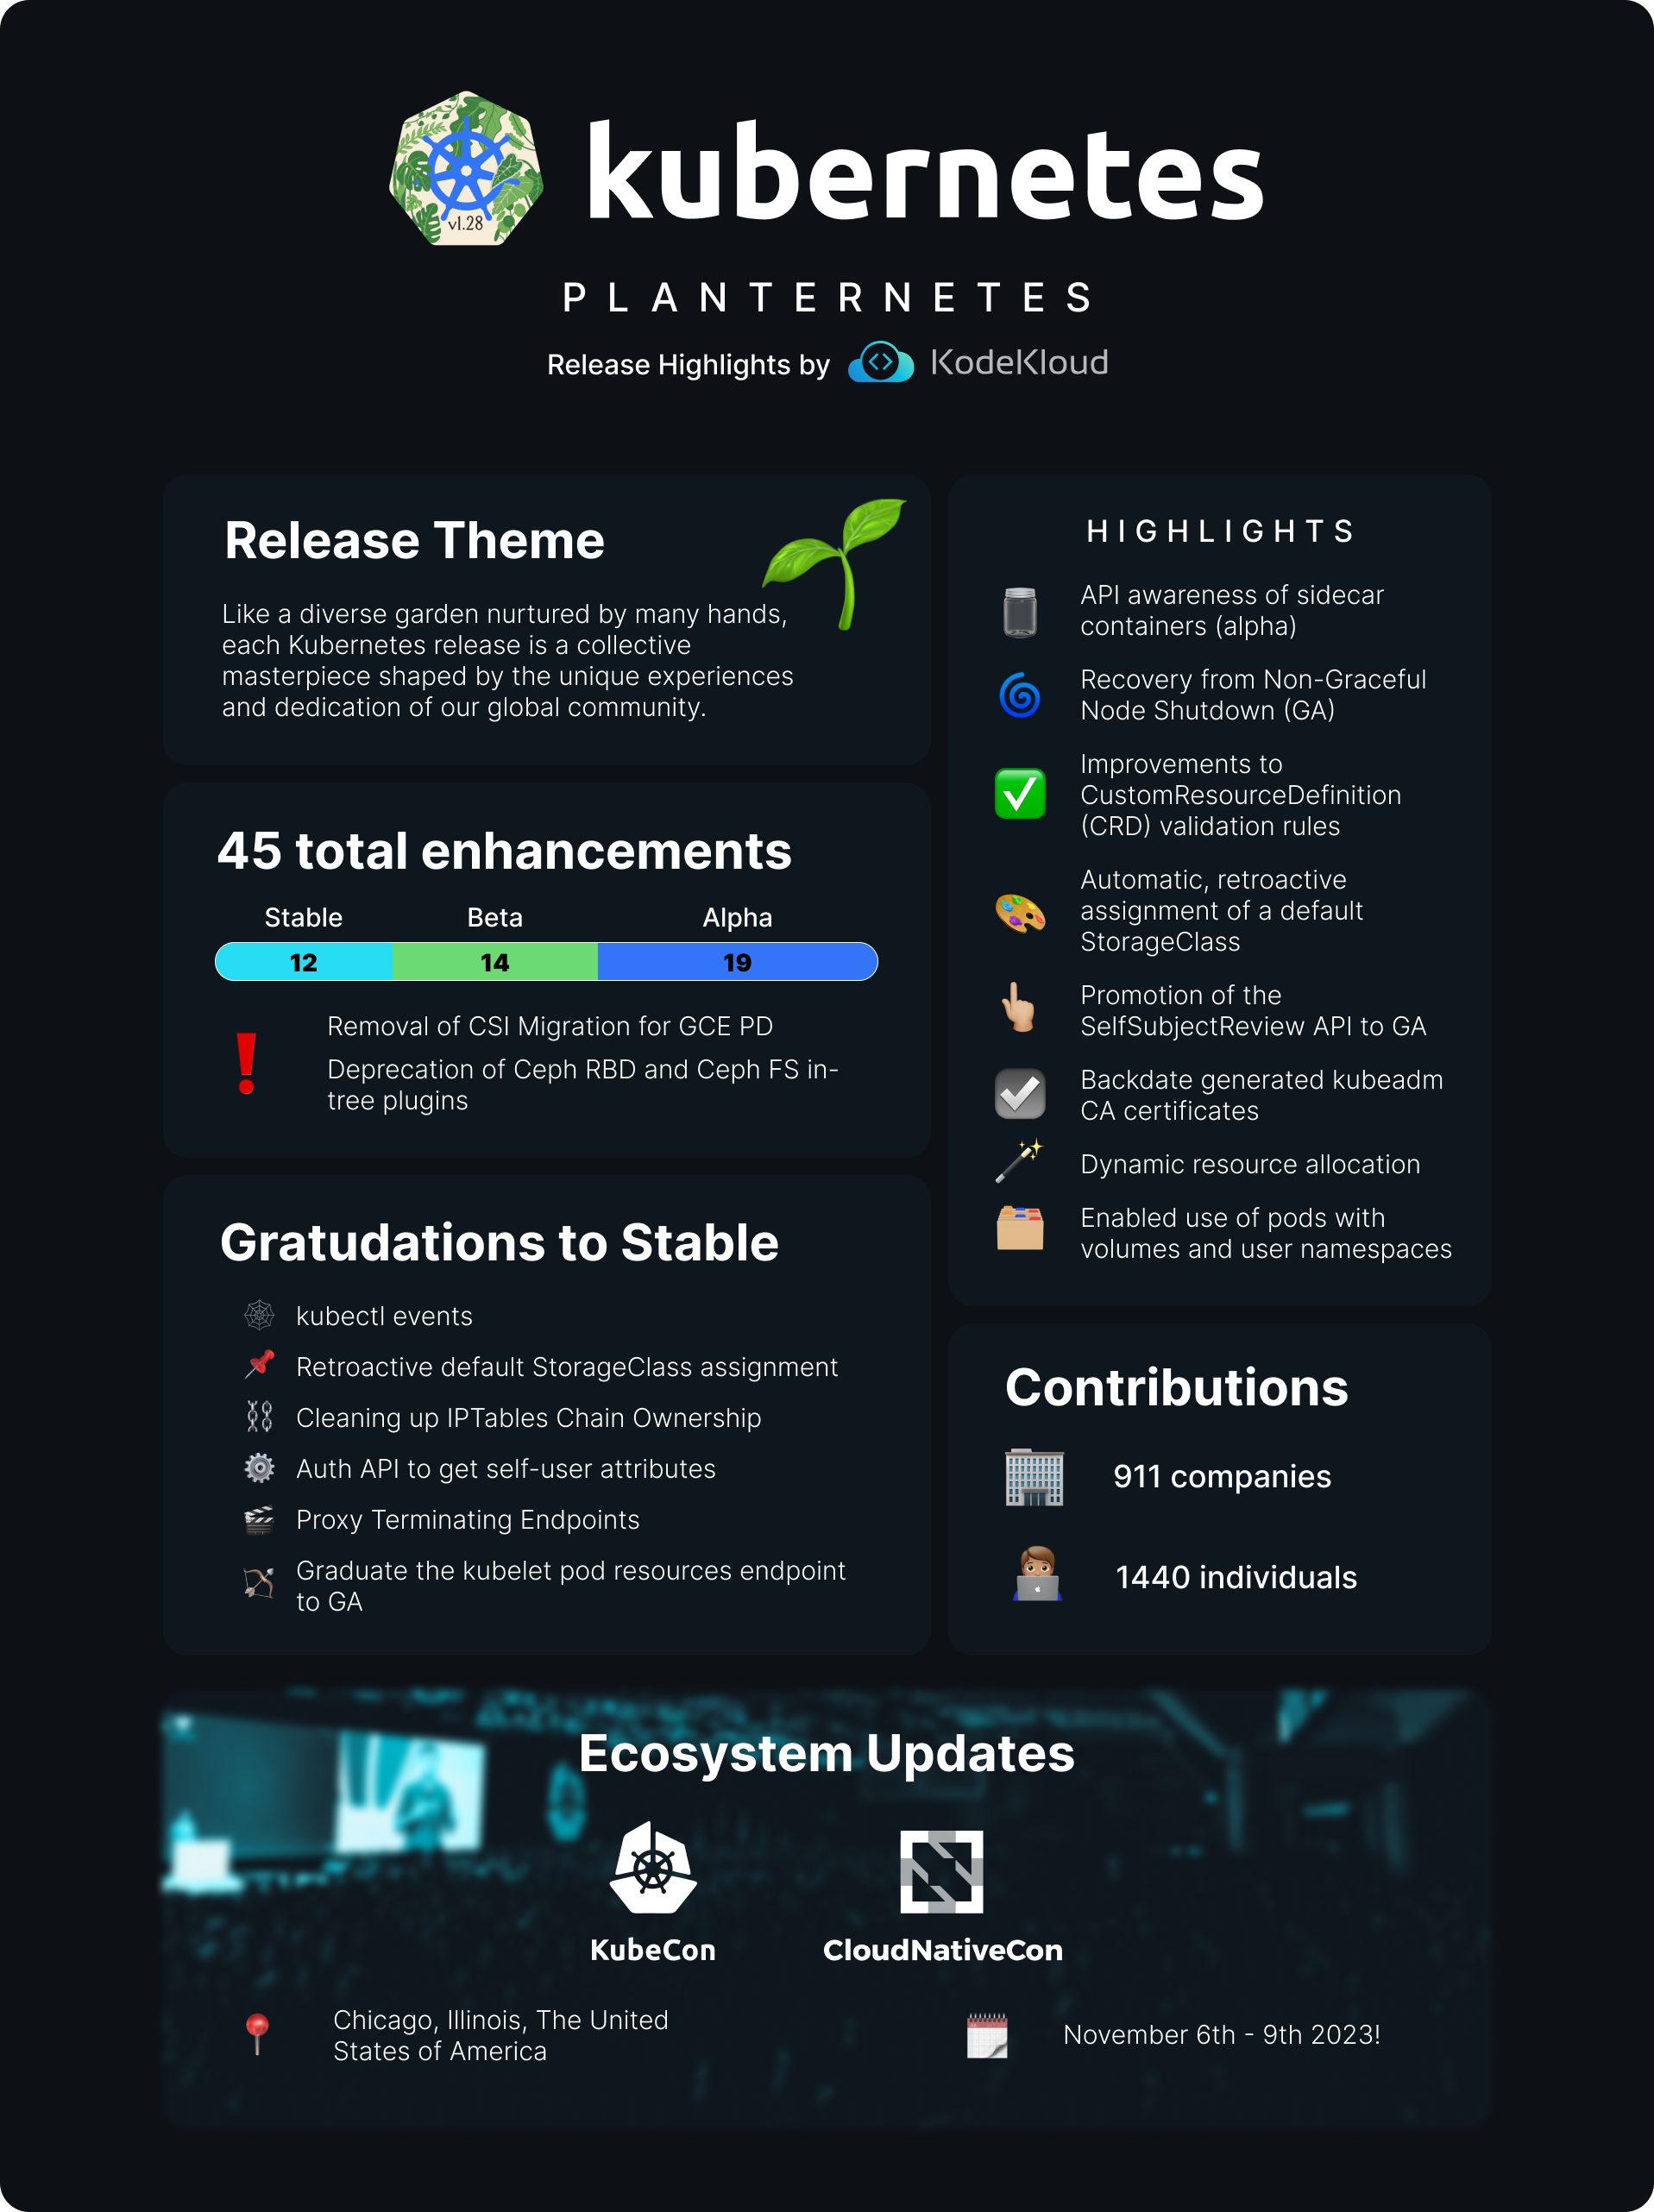 v1.28
kubernetes
PLANTERNETES
Release Highlights by KodeKloud
Release Theme
Like a diverse garden nurtured by many hands,
each Kubernetes release is a collective
masterpiece shaped by the unique experiences
and dedication of our global community.
45 total enhancements
Stable Beta Alpha
12 14 19
Removal of CSI Migration for GCE PD
Deprecation of Ceph RBD and Ceph FS in-
tree plugins
Gratudations to Stable
kubectl events
Retroactive default StorageClass assignment
Cleaning up IPTables Chain Ownership
Auth API to get self-user attributes
Proxy Terminating Endpoints
Graduate the kubelet pod resources endpoint
to GA
HIGHLIGHTS
API awareness of sidecar
containers (alpha)
Recovery from Non-Graceful
Node Shutdown (GA)
Improvements to
CustomResourceDefinition
(CRD) validation rules
Automatic, retroactive
assignment of a default
StorageClass
Promotion of the
SelfSubjectReview API to GA
Backdate generated kubeadm
CA certificates
Dynamic resource allocation
Enabled use of pods with
volumes and user namespaces
Contributions
911 companies
1440 individuals
Ecosystem Updates
KubeCon
CloudNativeCon
Chicago, Illinois, The United
States of America
November 6th - 9th 2023!